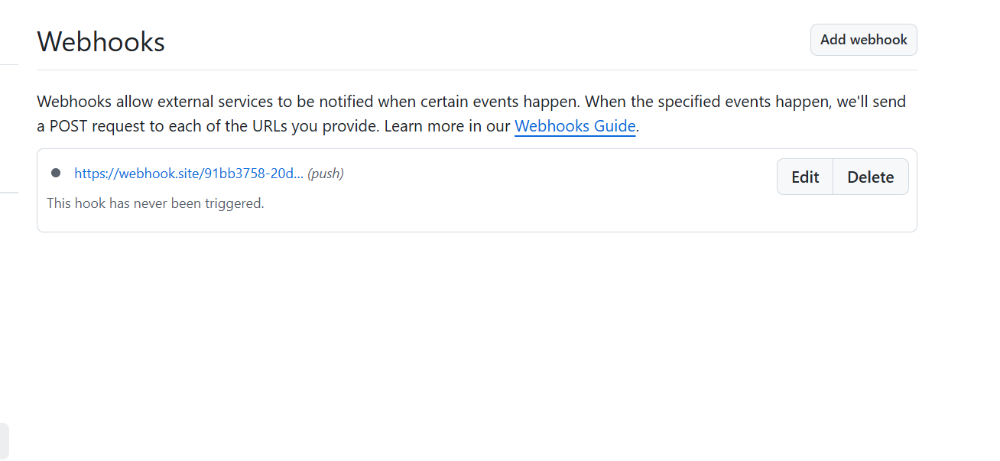 Webhooks
Add webhook
Webhooks allow external services to be notified when certain events happen. When the specified events happen, we'll send
a POST request to each of the URLs you provide. Learn more in our Webhooks Guide.
https://webhook.site/91bb3758-20d... (push)
Edit
Delete
This hook has never been triggered.